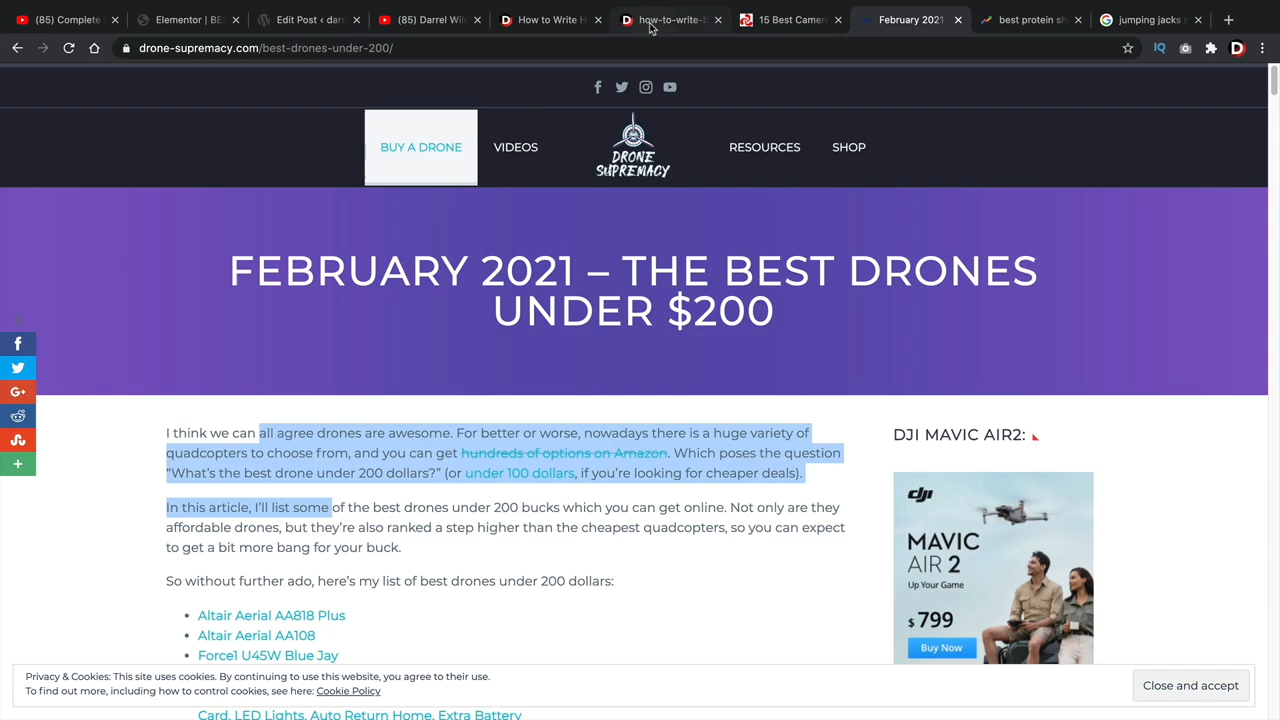 (85) Complete
Elementor | BE
Edit Post ‹ darre
(85) Darrel Wils
How to Write H
how-to-write-b
15 Best Camera
February 2021
best protein sh
jumping jacks n
drone-supremacy.com/best-drones-under-200/
BUY A DRONE
VIDEOS
DRONE SUPREMACY
RESOURCES
SHOP
FEBRUARY 2021 – THE BEST DRONES
UNDER $200
I think we can all agree drones are awesome. For better or worse, nowadays there is a huge variety of
quadcopters to choose from, and you can get hundreds of options on Amazon. Which poses the question
“What’s the best drone under 200 dollars?” (or under 100 dollars, if you’re looking for cheaper deals).
In this article, I’ll list some of the best drones under 200 bucks which you can get online. Not only are they
affordable drones, but they’re also ranked a step higher than the cheapest quadcopters, so you can expect
to get a bit more bang for your buck.
So without further ado, here’s my list of best drones under 200 dollars:
• Altair Aerial AA818 Plus
• Altair Aerial AA108
• Force1 U45W Blue Jay
Card, LED Lights, Auto Return Home, Extra Battery
DJI MAVIC AIR2:
dji
MAVIC
AIR 2
Up Your Game
$799
Buy Now
Privacy & Cookies: This site uses cookies. By continuing to use this website, you agree to their use.
To find out more, including how to control cookies, see here: Cookie Policy
Close and accept